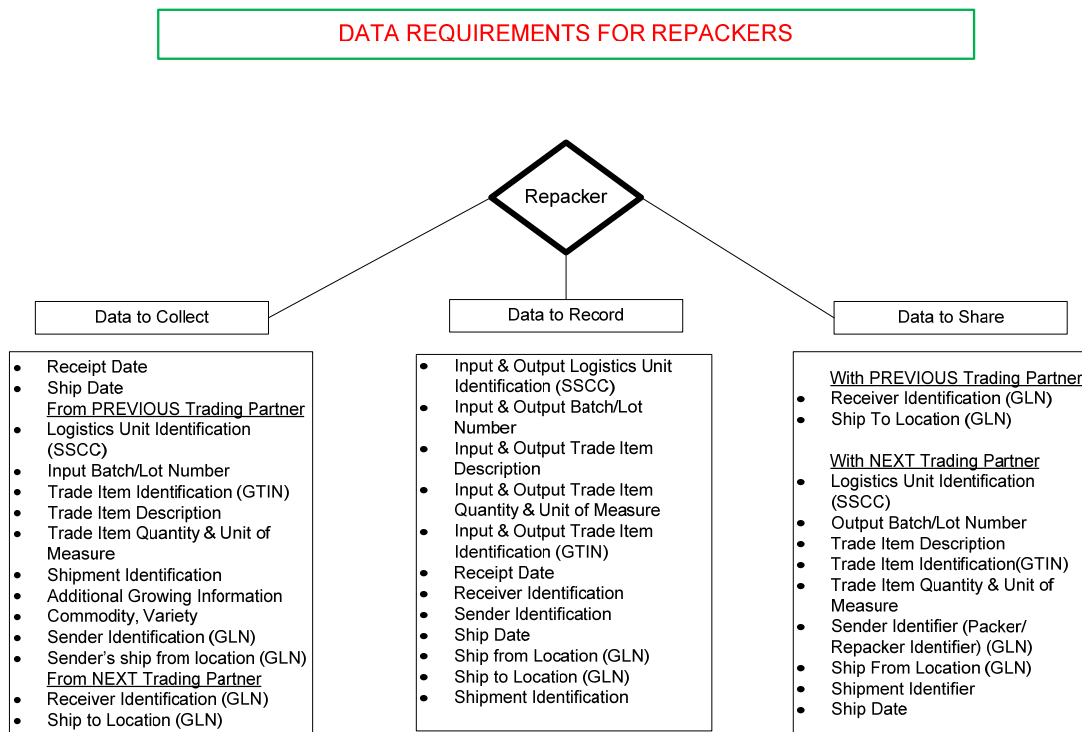 DATA REQUIREMENTS FOR REPACKERS
Repacker
Data to Collect
• Receipt Date
• Ship Date
From PREVIOUS Trading Partner
• Logistics Unit Identification
(SSCC)
• Input Batch/Lot Number
• Trade Item Identification (GTIN)
• Trade Item Description
• Trade Item Quantity & Unit of
Measure
• Shipment Identification
• Additional Growing Information
• Commodity, Variety
• Sender Identification (GLN)
• Sender's ship from location (GLN)
From NEXT Trading Partner
• Receiver Identification (GLN)
• Ship to Location (GLN)
Data to Record
• Input & Output Logistics Unit
Identification (SSCC)
• Input & Output Batch/Lot
Number
• Input & Output Trade Item
Description
• Input & Output Trade Item
Quantity & Unit of Measure
• Input & Output Trade Item
Identification (GTIN)
• Receipt Date
• Receiver Identification
• Sender Identification
• Ship Date
• Ship from Location (GLN)
• Ship to Location (GLN)
• Shipment Identification
Data to Share
With PREVIOUS Trading Partner
• Receiver Identification (GLN)
• Ship To Location (GLN)
With NEXT Trading Partner
• Logistics Unit Identification
(SSCC)
• Output Batch/Lot Number
• Trade Item Description
• Trade Item Identification(GTIN)
• Trade Item Quantity & Unit of
Measure
• Sender Identifier (Packer/
Repacker Identifier) (GLN)
• Ship From Location (GLN)
• Shipment Identifier
• Ship Date